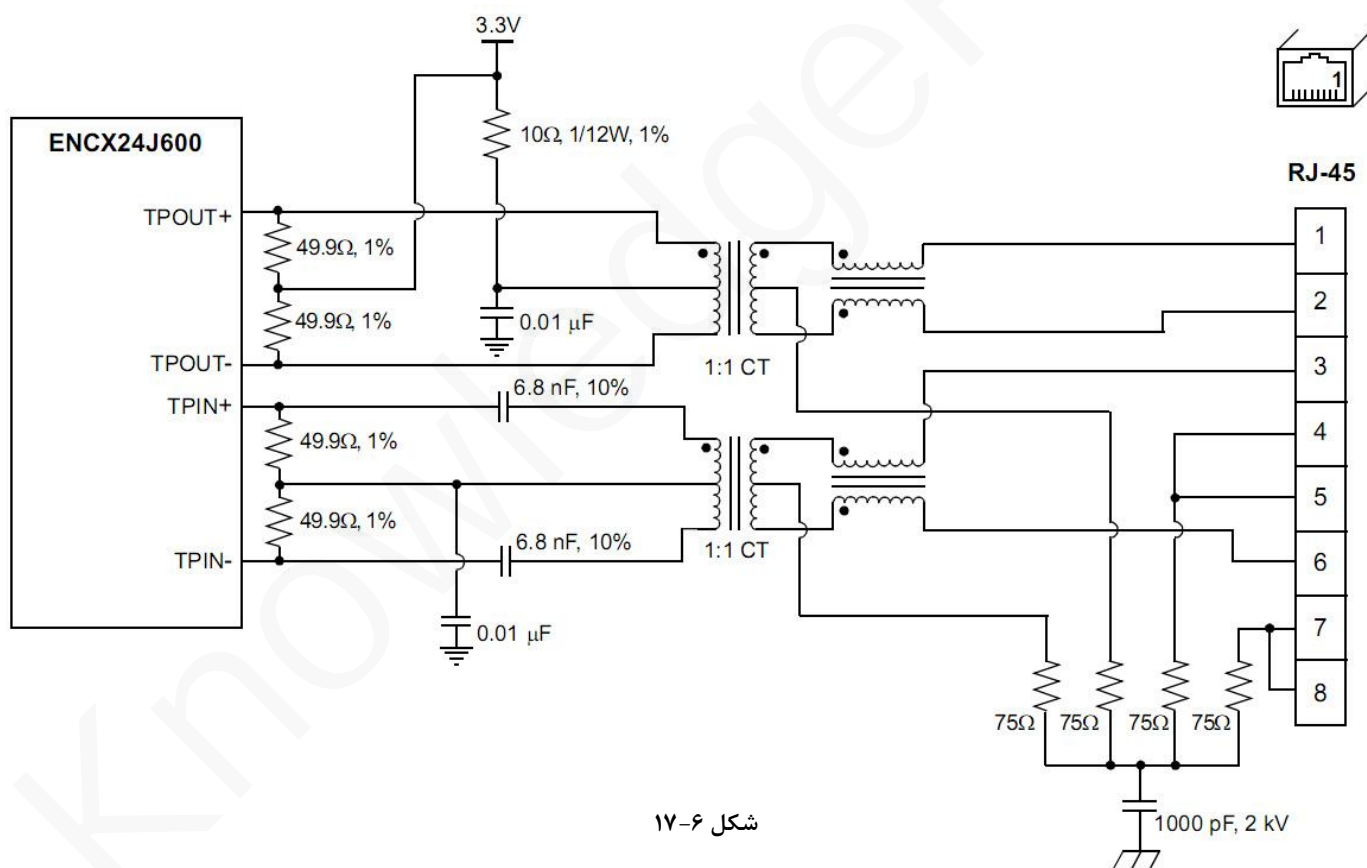 3.3V
10Ω, 1/12W, 1%
ENCX24J600
TPOUT+
49.9Ω, 1%
49.9Ω, 1%
TPOUT-
0.01 µF
1:1 CT
TPIN+
6.8 nF, 10%
49.9Ω, 1%
49.9Ω, 1%
TPIN-
6.8 nF, 10%
1:1 CT
0.01 µF
1
RJ-45
1
2
3
4
5
6
7
8
75Ω
75Ω
75Ω
75Ω
1000 pF, 2 kV
شکل ۶-۱۷